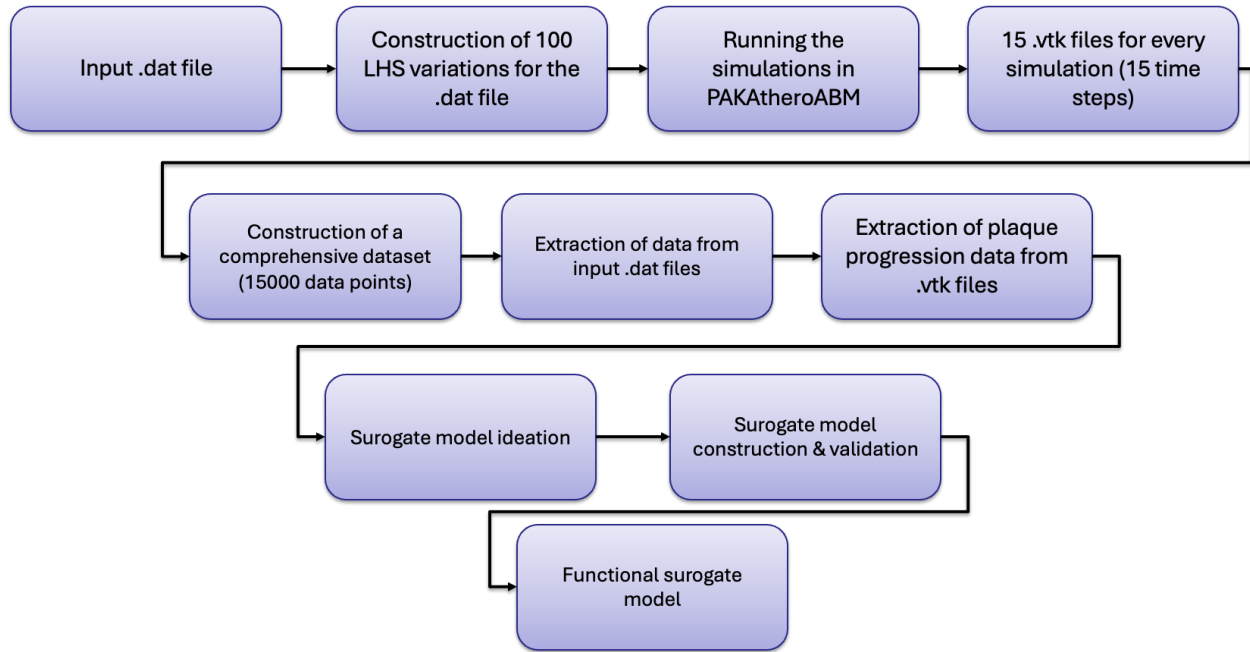 Input .dat file
Construction of 100
LHS variations for the
.dat file
Running the
simulations in
PAKAtheroABM
15 .vtk files for every
simulation (15 time
steps)
Construction of a
comprehensive dataset
(15000 data points)
Extraction of data from
input .dat files
Extraction of plaque
progression data from
.vtk files
Surogate model ideation
Surogate model
construction & validation
Functional surogate
model